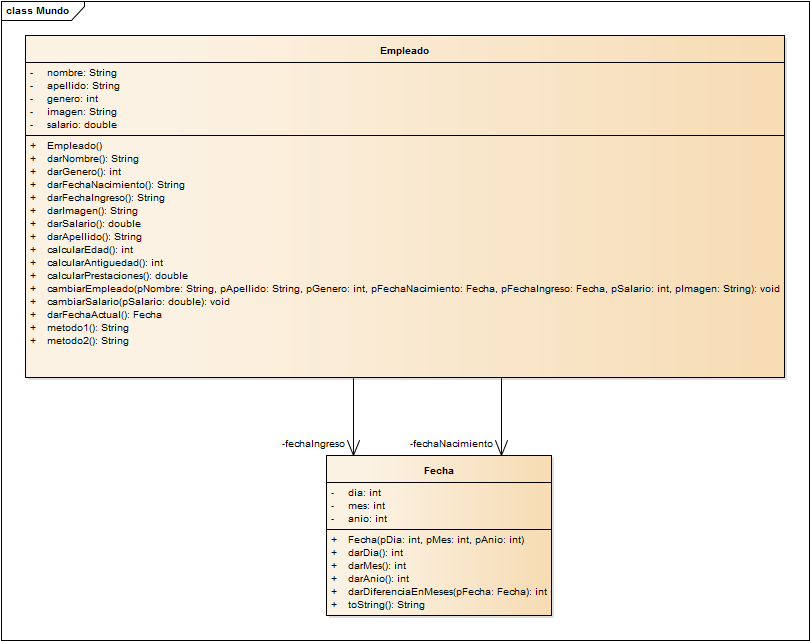 class Mundo
Empleado
- nombre: String
- apellido: String
- genero: int
- imagen: String
- salario: double
+ Empleado()
+ darNombre(): String
+ darGenero(): int
+ darFechaNacimiento(): String
+ darFechaIngreso(): String
+ darImagen(): String
+ darSalario(): double
+ darApellido(): String
+ calcularEdad(): int
+ calcularAntiguedad(): int
+ calcularPrestaciones(): double
+ cambiarEmpleado(pNombre: String, pApellido: String, pGenero: int, pFechaNacimiento: Fecha, pFechaIngreso: Fecha, pSalario: int, pImagen: String): void
+ cambiarSalario(pSalario: double): void
+ darFechaActual(): Fecha
+ metodo1(): String
+ metodo2(): String
-fechaIngreso
-fechaNacimiento
Fecha
- dia: int
- mes: int
- anio: int
+ Fecha(pDia: int, pMes: int, pAnio: int)
+ darDia(): int
+ darMes(): int
+ darAnio(): int
+ darDiferenciaEnMeses(pFecha: Fecha): int
+ toString(): String